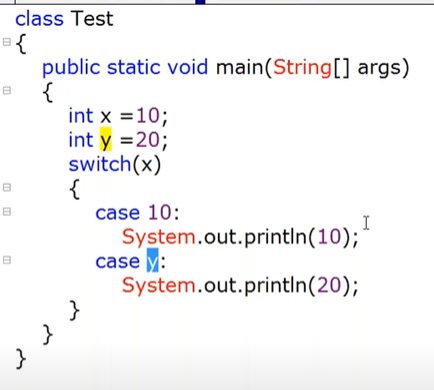 class Test
{
public static void main(String[] args)
{
int x =10;
int y =20;
switch(x)
{
case 10:
System.out.println(10);
case y:
System.out.println(20);
}
}
}